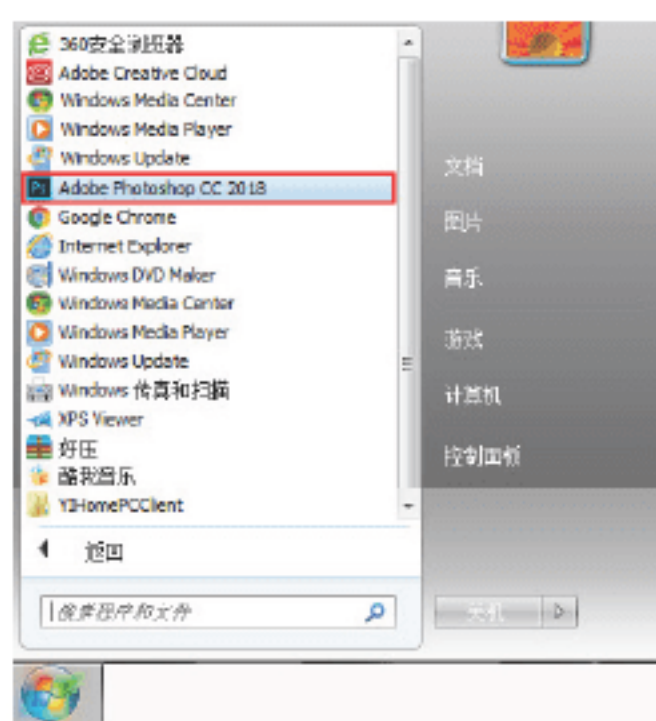 360安全浏览器
Adobe Creative Cloud
Windows Media Center
Windows Media Player
Windows Update
Adobe Photoshop CC 2018
Google Chrome
Internet Explorer
Windows DVD Maker
Windows Media Center
Windows Media Player
Windows Update
Windows 传真和扫描
XPS Viewer
好压
酷我音乐
YIHomePCClient
返回
搜索程序和文件
文档
图片
音乐
游戏
计算机
控制面板
关机